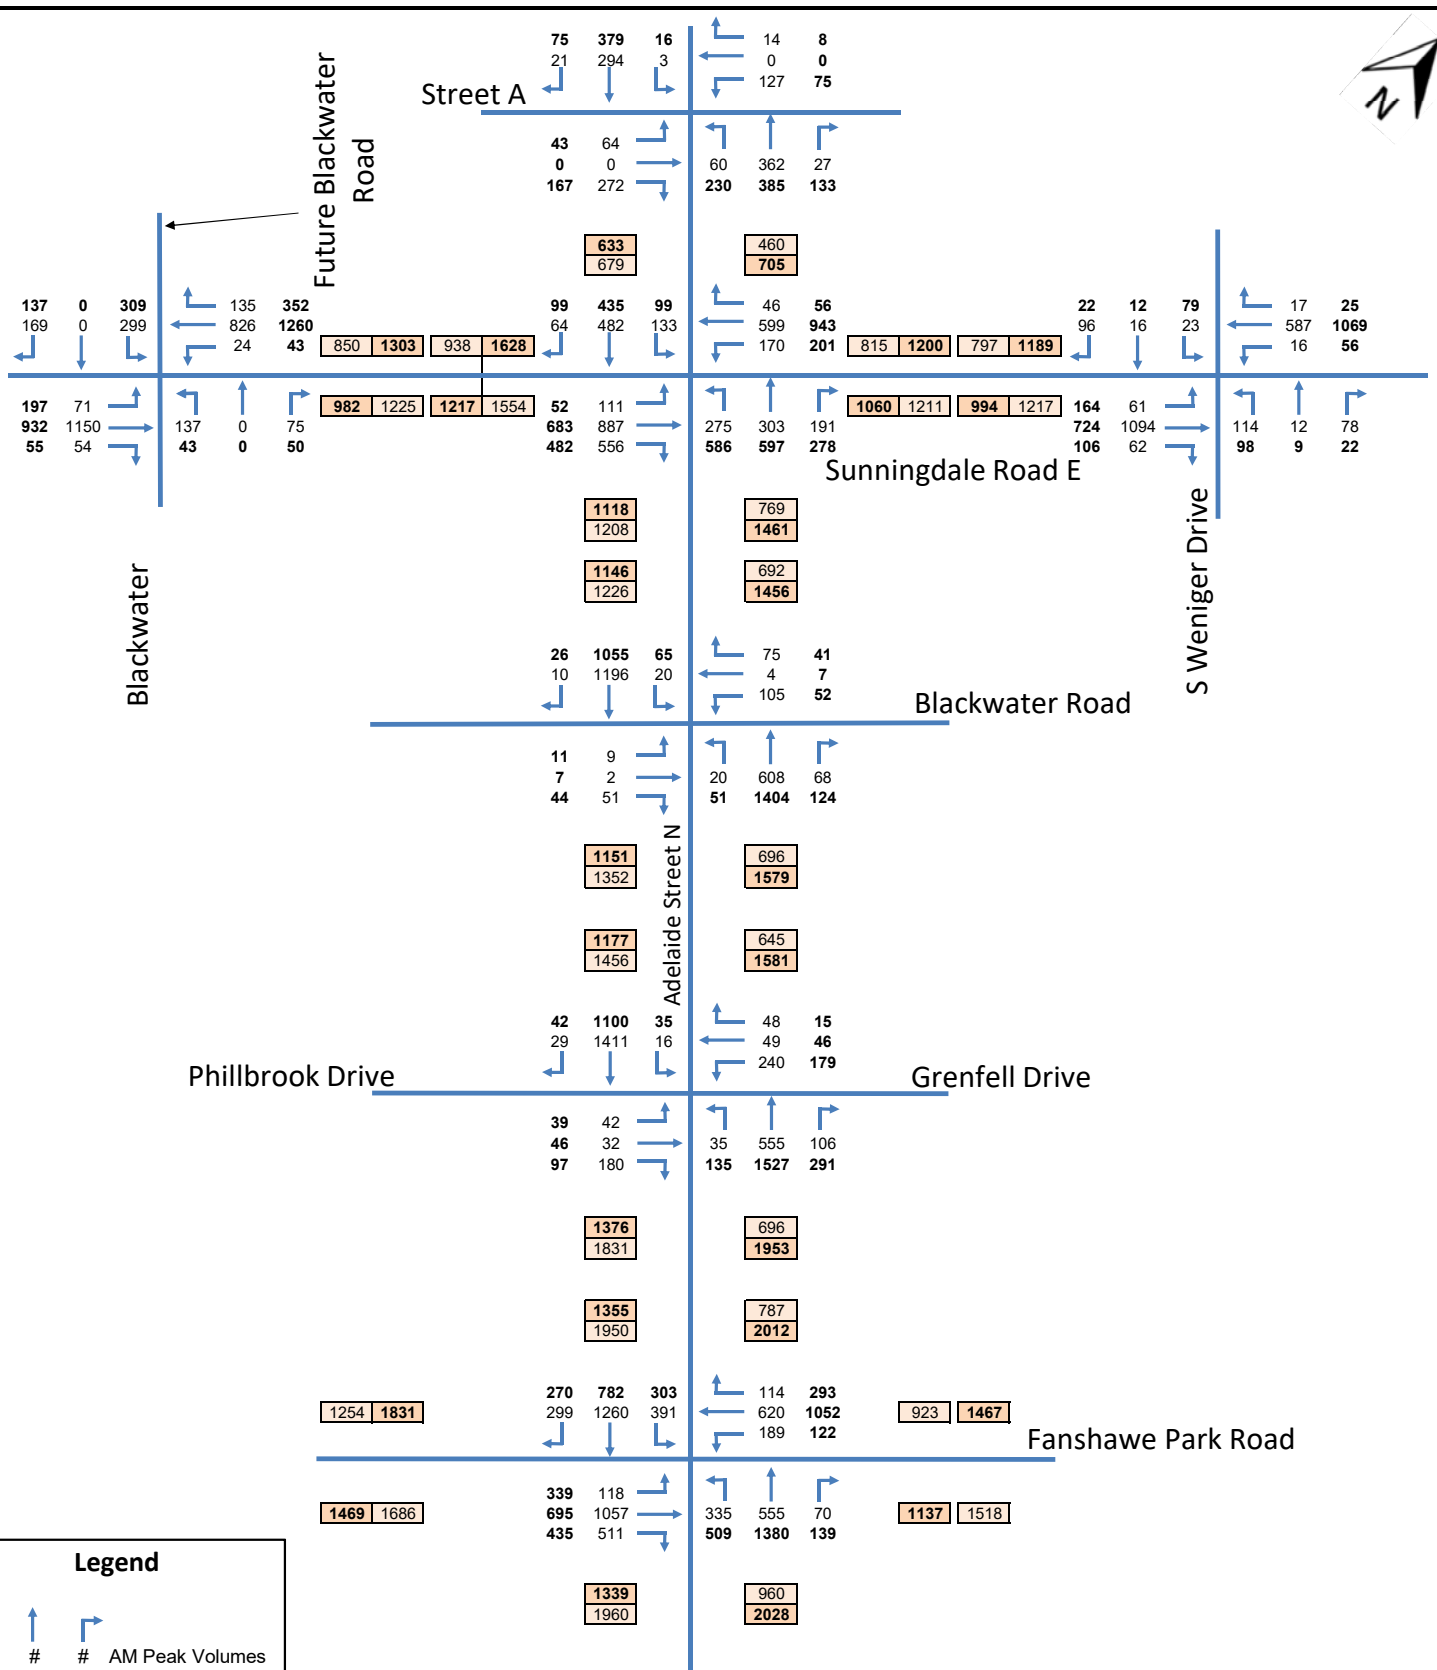 75 379 16
21 294 3
14 8
0 0
127 75
Street A
N
Future Blackwater
Road
43 64
0 0
167 272
60 362 27
230 385 133
633
679
460
705
137 0 309
169 0 299
135 352
826 1260
24 43
850 1303
938 1628
99 435 99
64 482 133
46 56
599 943
170 201
815 1200
797 1189
22 12 79
96 16 23
17 25
587 1069
16 56
197 71
932 1150
55 54
137 0 75
43 0 50
982 1225
1217 1554
52 111
683 887
482 556
275 303 191
586 597 278
1060 1211
994 1217
164 61
724 1094
106 62
114 12 78
98 9 22
Sunningdale Road E
1118
1208
769
1461
Blackwater
S Weniger Drive
1146
1226
692
1456
26 1055 65
10 1196 20
75 41
4 7
105 52
Blackwater Road
11 9
7 2
44 51
20 608 68
51 1404 124
Adelaide Street N
1151
1352
696
1579
1177
1456
645
1581
42 1100 35
29 1411 16
48 15
49 46
240 179
Phillbrook Drive
Grenfell Drive
39 42
46 32
97 180
35 555 106
135 1527 291
1376
1831
696
1953
1355
1950
787
2012
1254 1831
270 782 303
299 1260 391
114 293
620 1052
189 122
923 1467
Fanshawe Park Road
1469 1686
339 118
695 1057
435 511
335 555 70
509 1380 139
1137 1518
1339
1960
960
2028
Legend
# # AM Peak Volumes